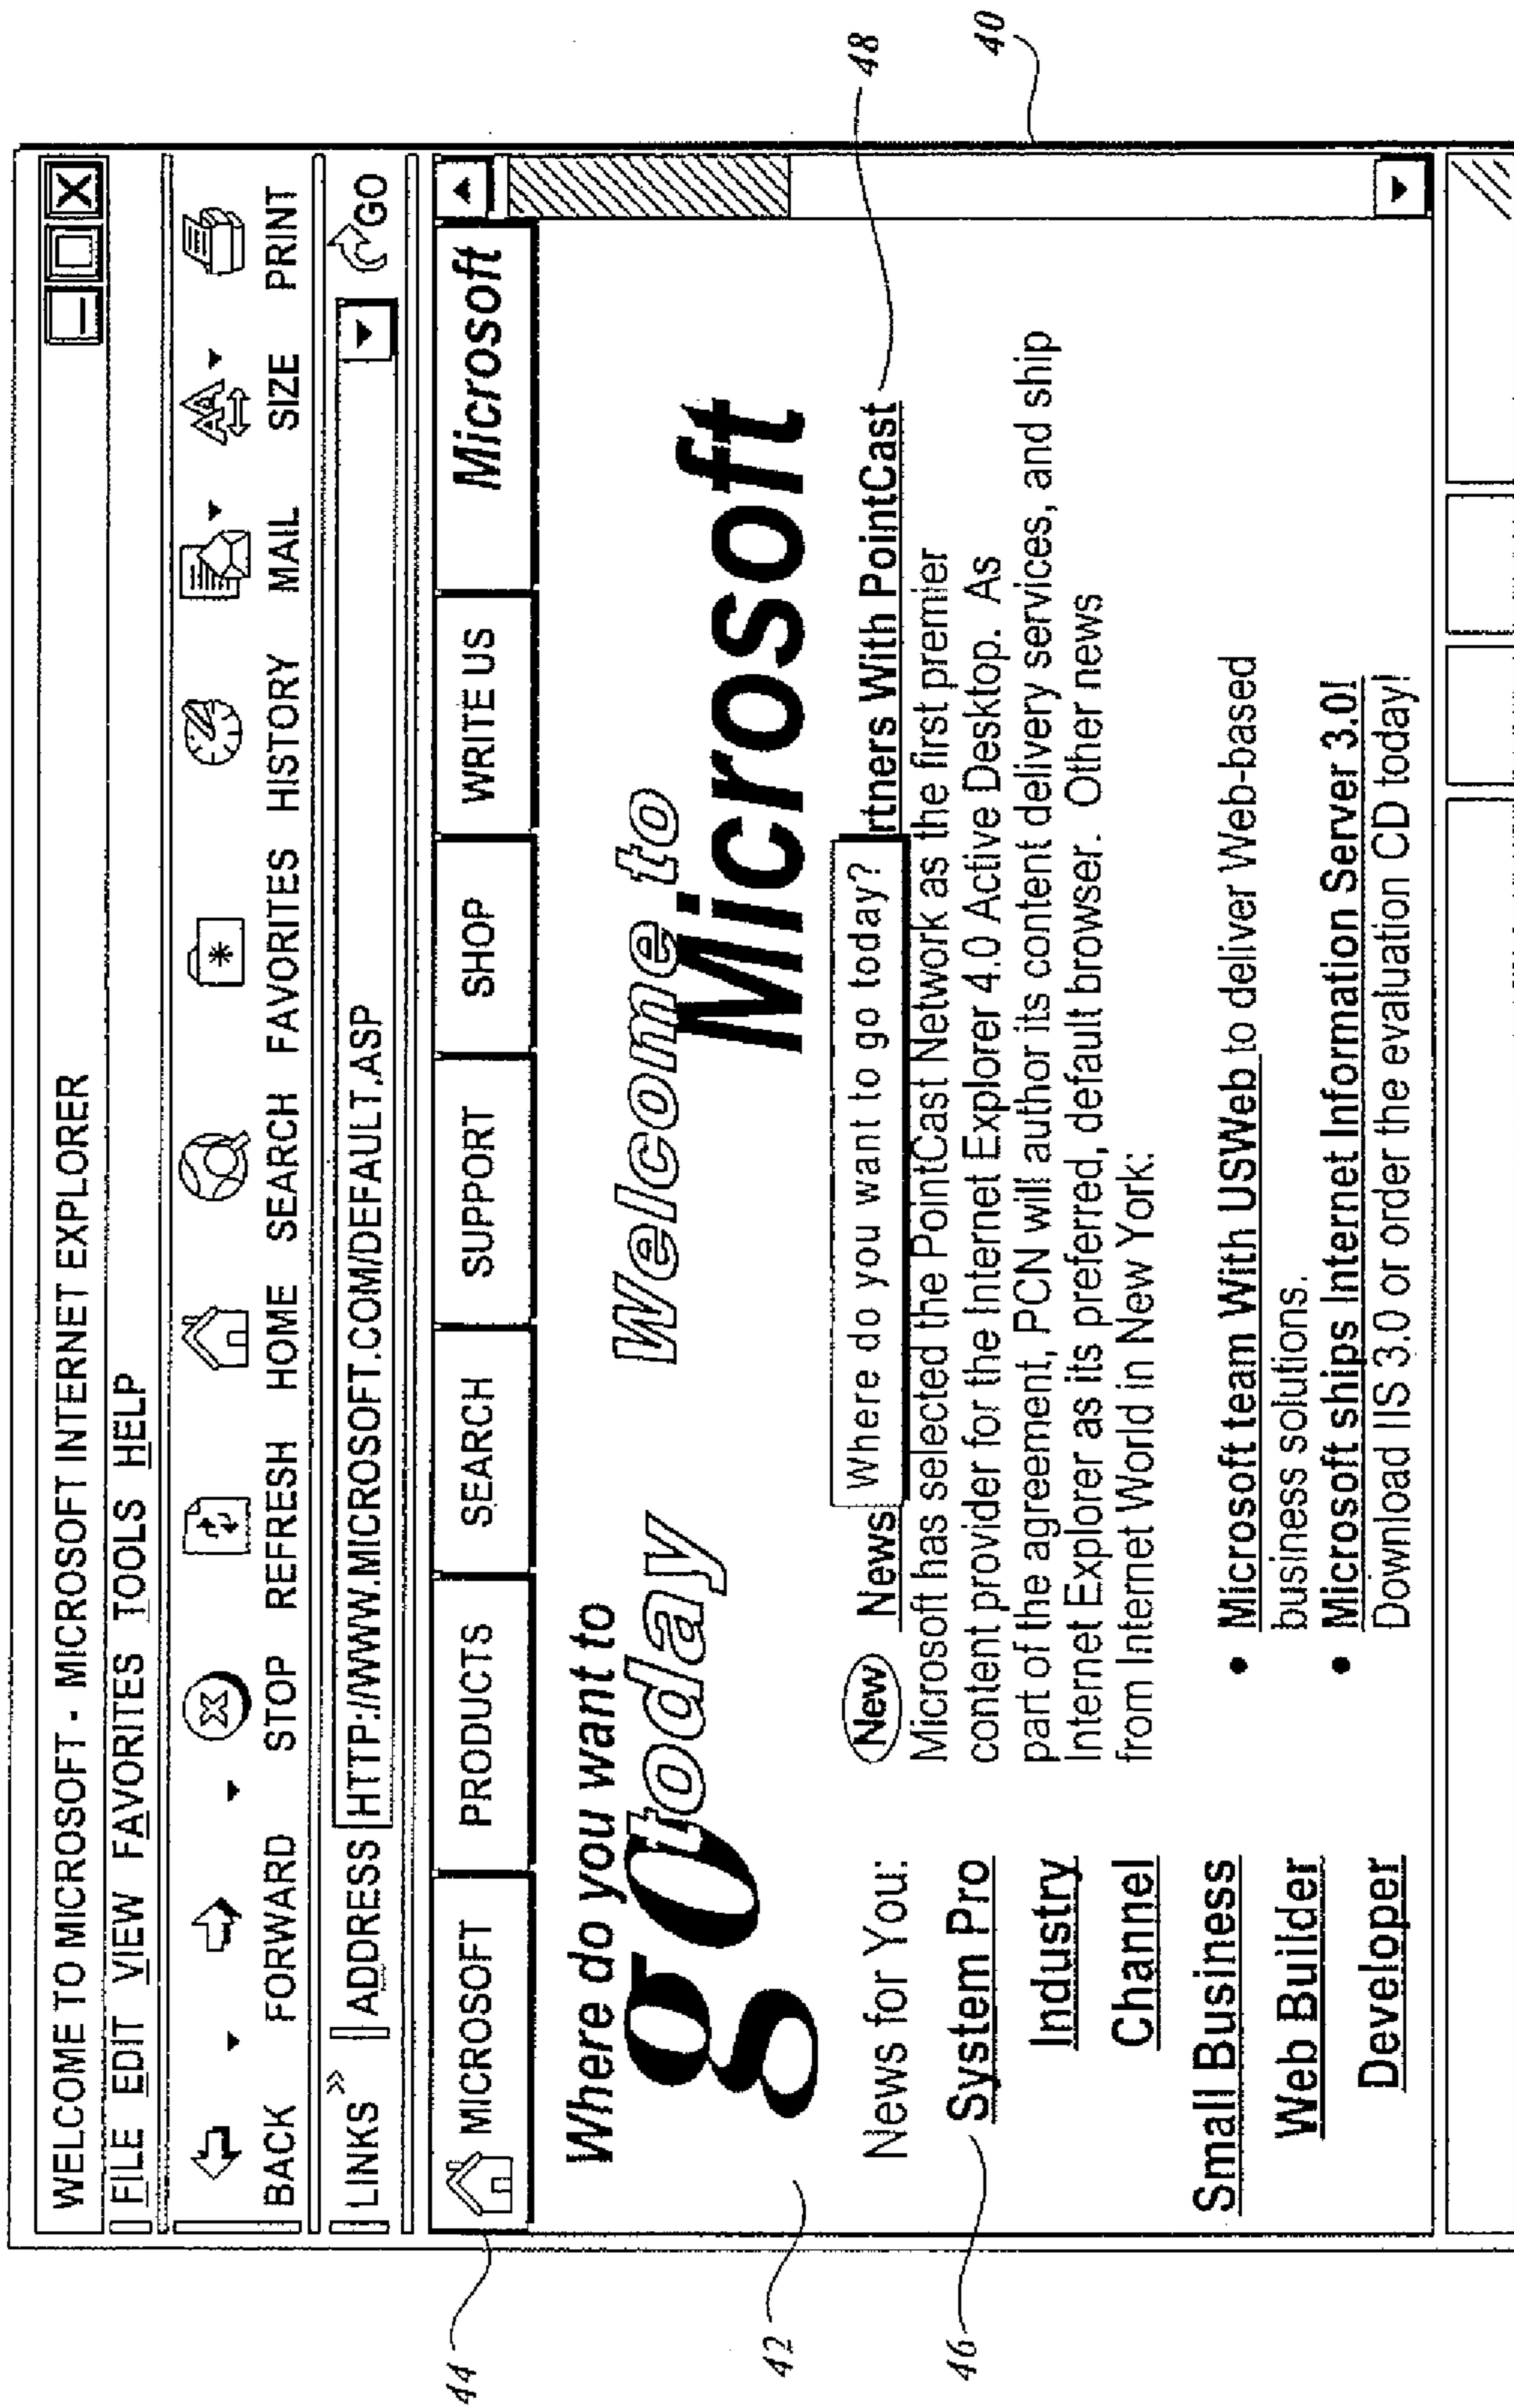 WELCOME TO MICROSOFT - MICROSOFT INTERNET EXPLORER
FILE EDIT VIEW FAVORITES TOOLS HELP
BACK FORWARD STOP REFRESH HOME SEARCH FAVORITES HISTORY MAIL SIZE PRINT
LINKS » ADDRESS HTTP://WWW.MICROSOFT.COM/DEFAULT.ASP GO
MICROSOFT PRODUCTS SEARCH SUPPORT SHOP WRITE US Microsoft
Where do you want to
go today
Welcome to
Microsoft
Where do you want to go today?
New News rtners With PointCast
Microsoft has selected the PointCast Network as the first premier
content provider for the Internet Explorer 4.0 Active Desktop. As
part of the agreement, PCN will author its content delivery services, and ship
Internet Explorer as its preferred, default browser. Other news
from Internet World in New York:
• Microsoft team With USWeb to deliver Web-based
business solutions.
• Microsoft ships Internet Information Server 3.0!
Download IIS 3.0 or order the evaluation CD today!
News for You:
System Pro
Industry
Channel
Small Business
Web Builder
Developer
44
42
46
48
40